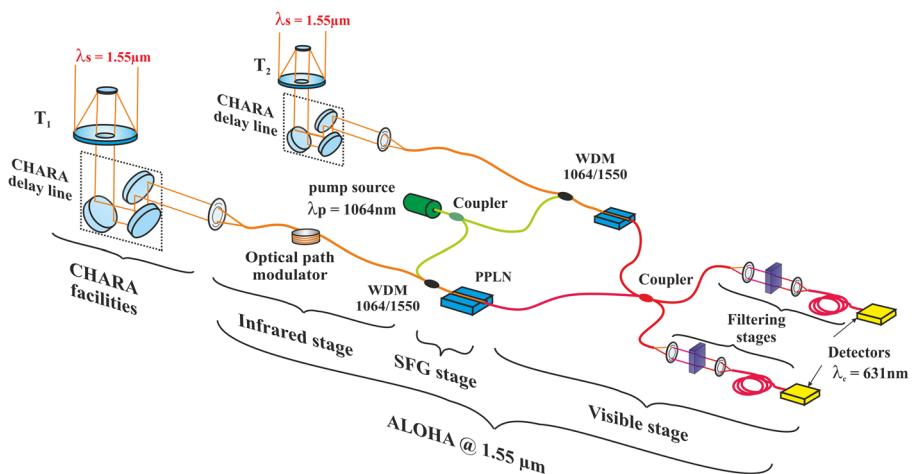 λs = 1.55µm
T1
CHARA
delay line
λs = 1.55µm
T2
CHARA
delay line
pump source
λp = 1064nm
Coupler
WDM
1064/1550
Optical path
modulator
WDM
1064/1550
PPLN
Coupler
Filtering
stages
Detectors
λc = 631nm
CHARA
facilities
Infrared stage
SFG stage
Visible stage
ALOHA @ 1.55 µm